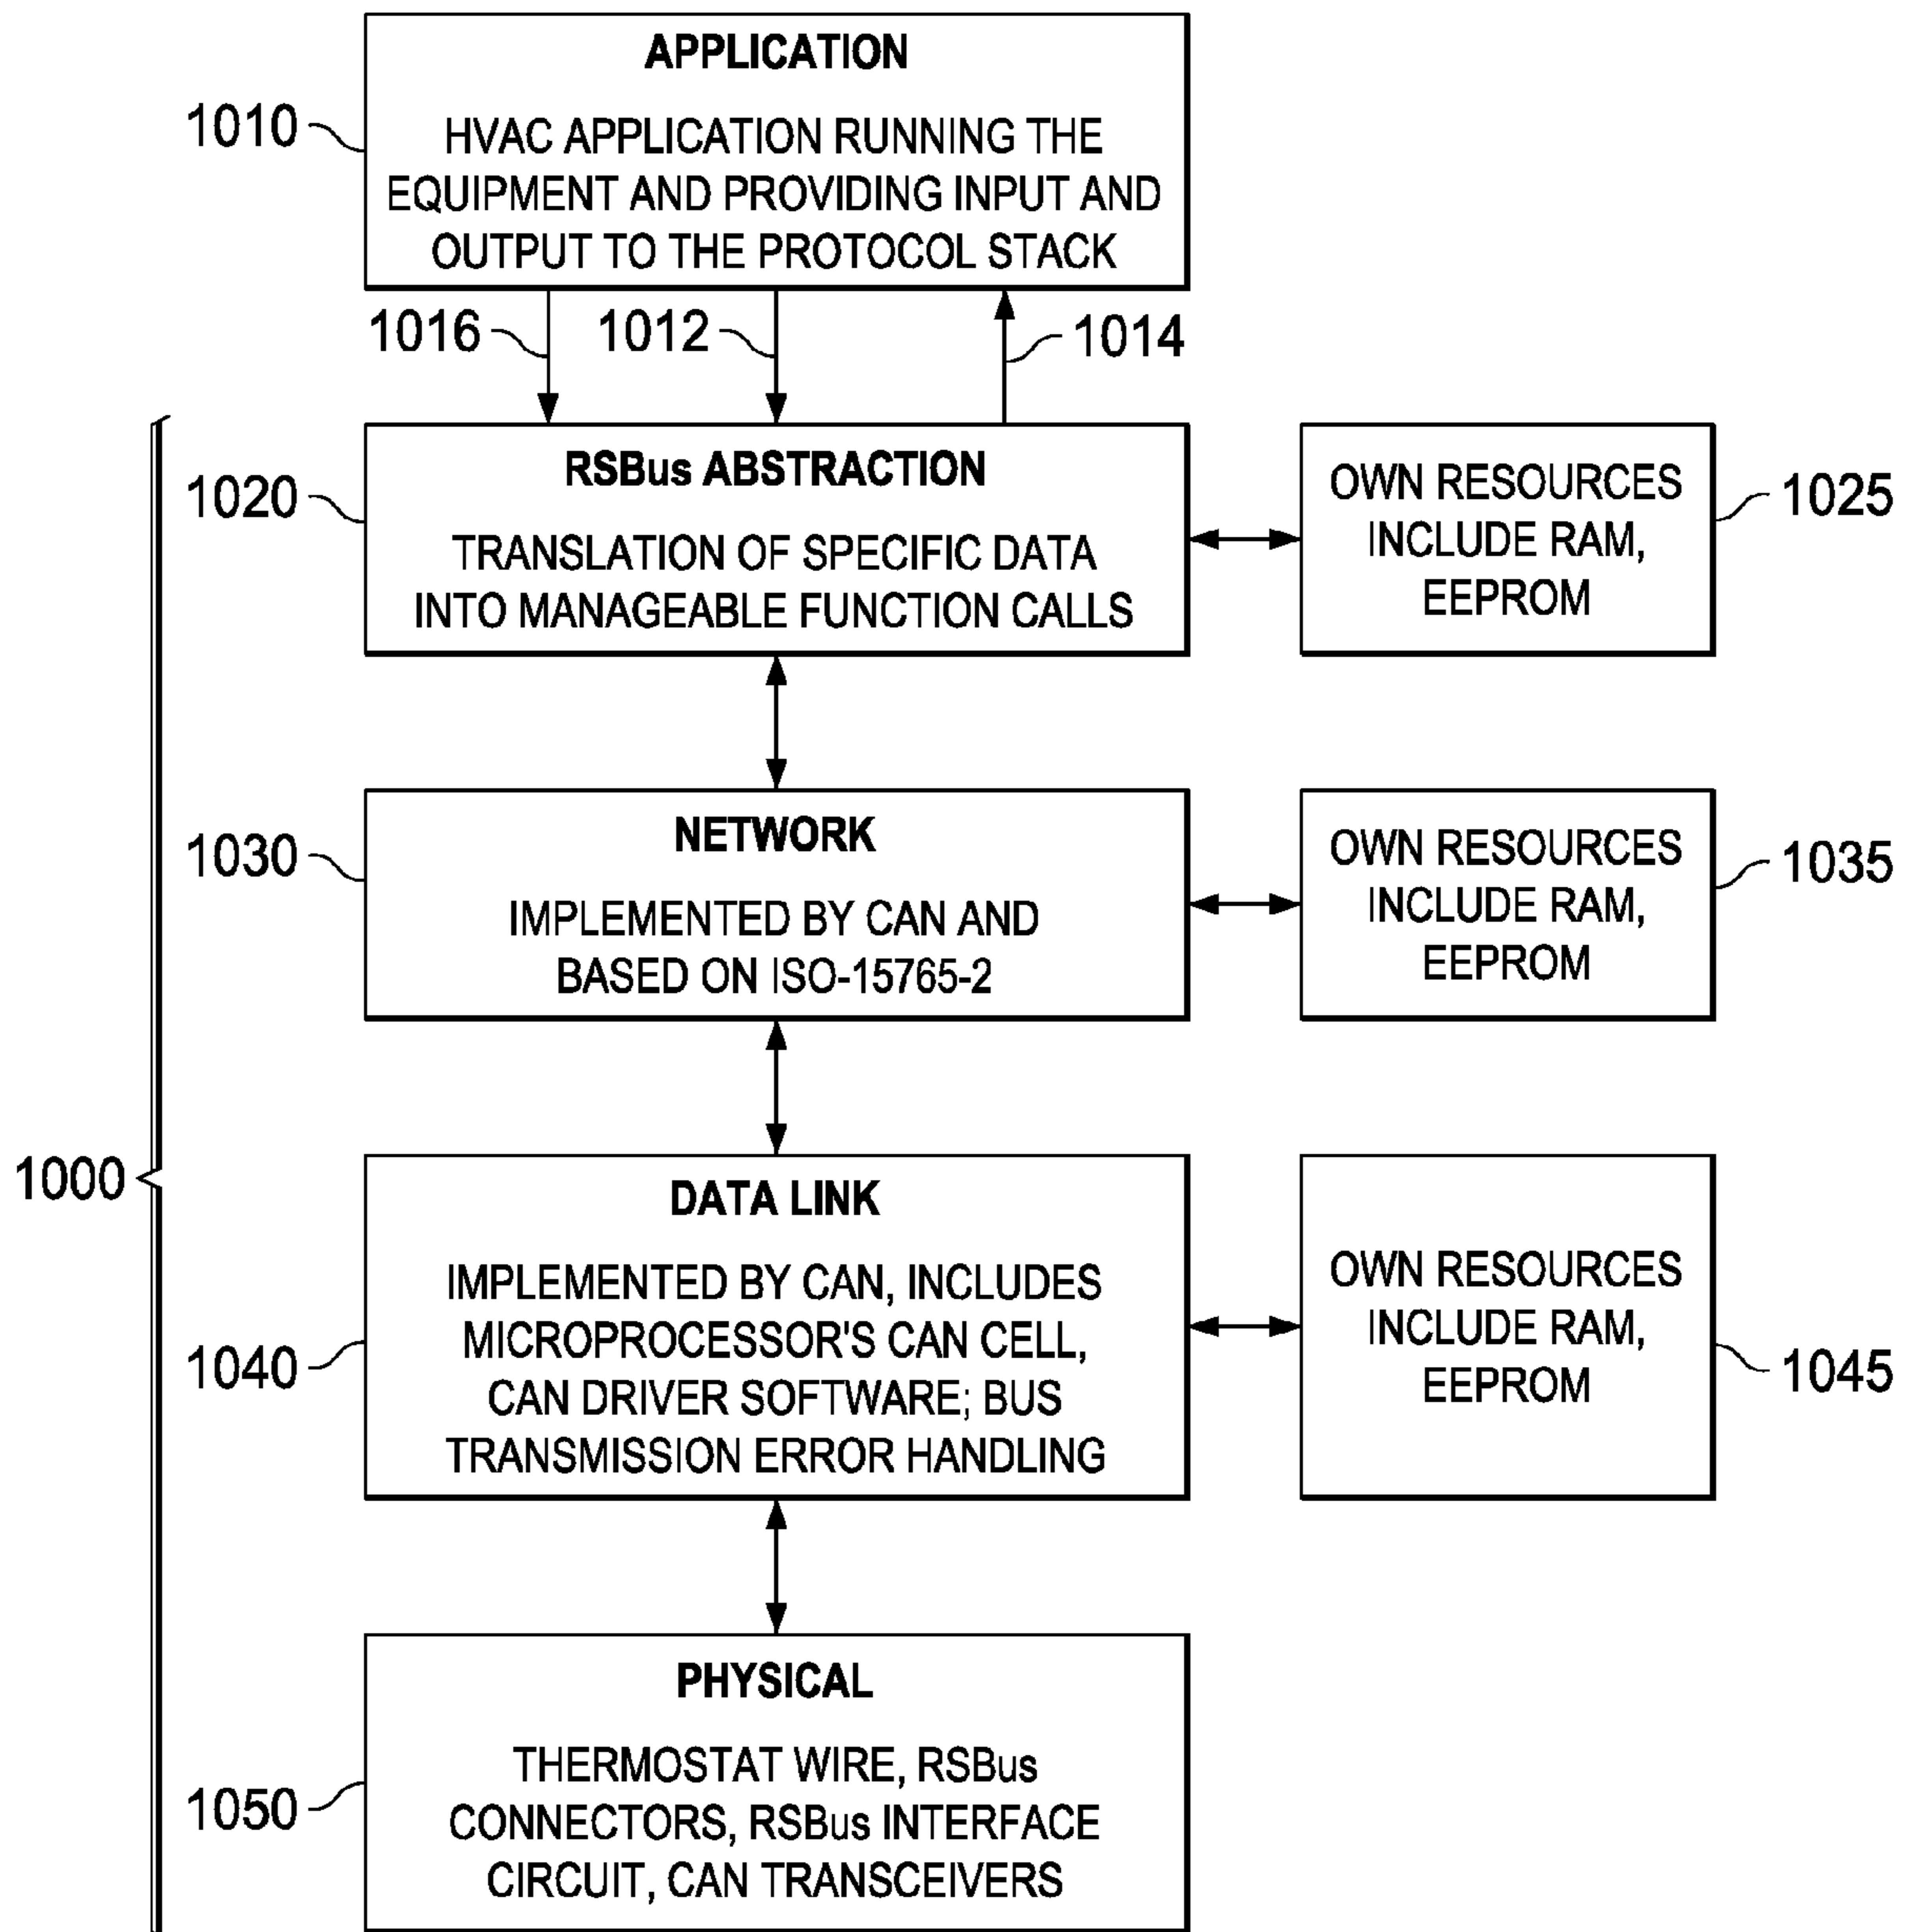 APPLICATION
HVAC APPLICATION RUNNING THE
EQUIPMENT AND PROVIDING INPUT AND
OUTPUT TO THE PROTOCOL STACK
1010
1016
1012
1014
RSBus ABSTRACTION
TRANSLATION OF SPECIFIC DATA
INTO MANAGEABLE FUNCTION CALLS
1020
OWN RESOURCES
INCLUDE RAM,
EEPROM
1025
NETWORK
IMPLEMENTED BY CAN AND
BASED ON ISO-15765-2
1030
OWN RESOURCES
INCLUDE RAM,
EEPROM
1035
1000
DATA LINK
IMPLEMENTED BY CAN, INCLUDES
MICROPROCESSOR'S CAN CELL,
CAN DRIVER SOFTWARE; BUS
TRANSMISSION ERROR HANDLING
1040
OWN RESOURCES
INCLUDE RAM,
EEPROM
1045
PHYSICAL
THERMOSTAT WIRE, RSBus
CONNECTORS, RSBus INTERFACE
CIRCUIT, CAN TRANSCEIVERS
1050